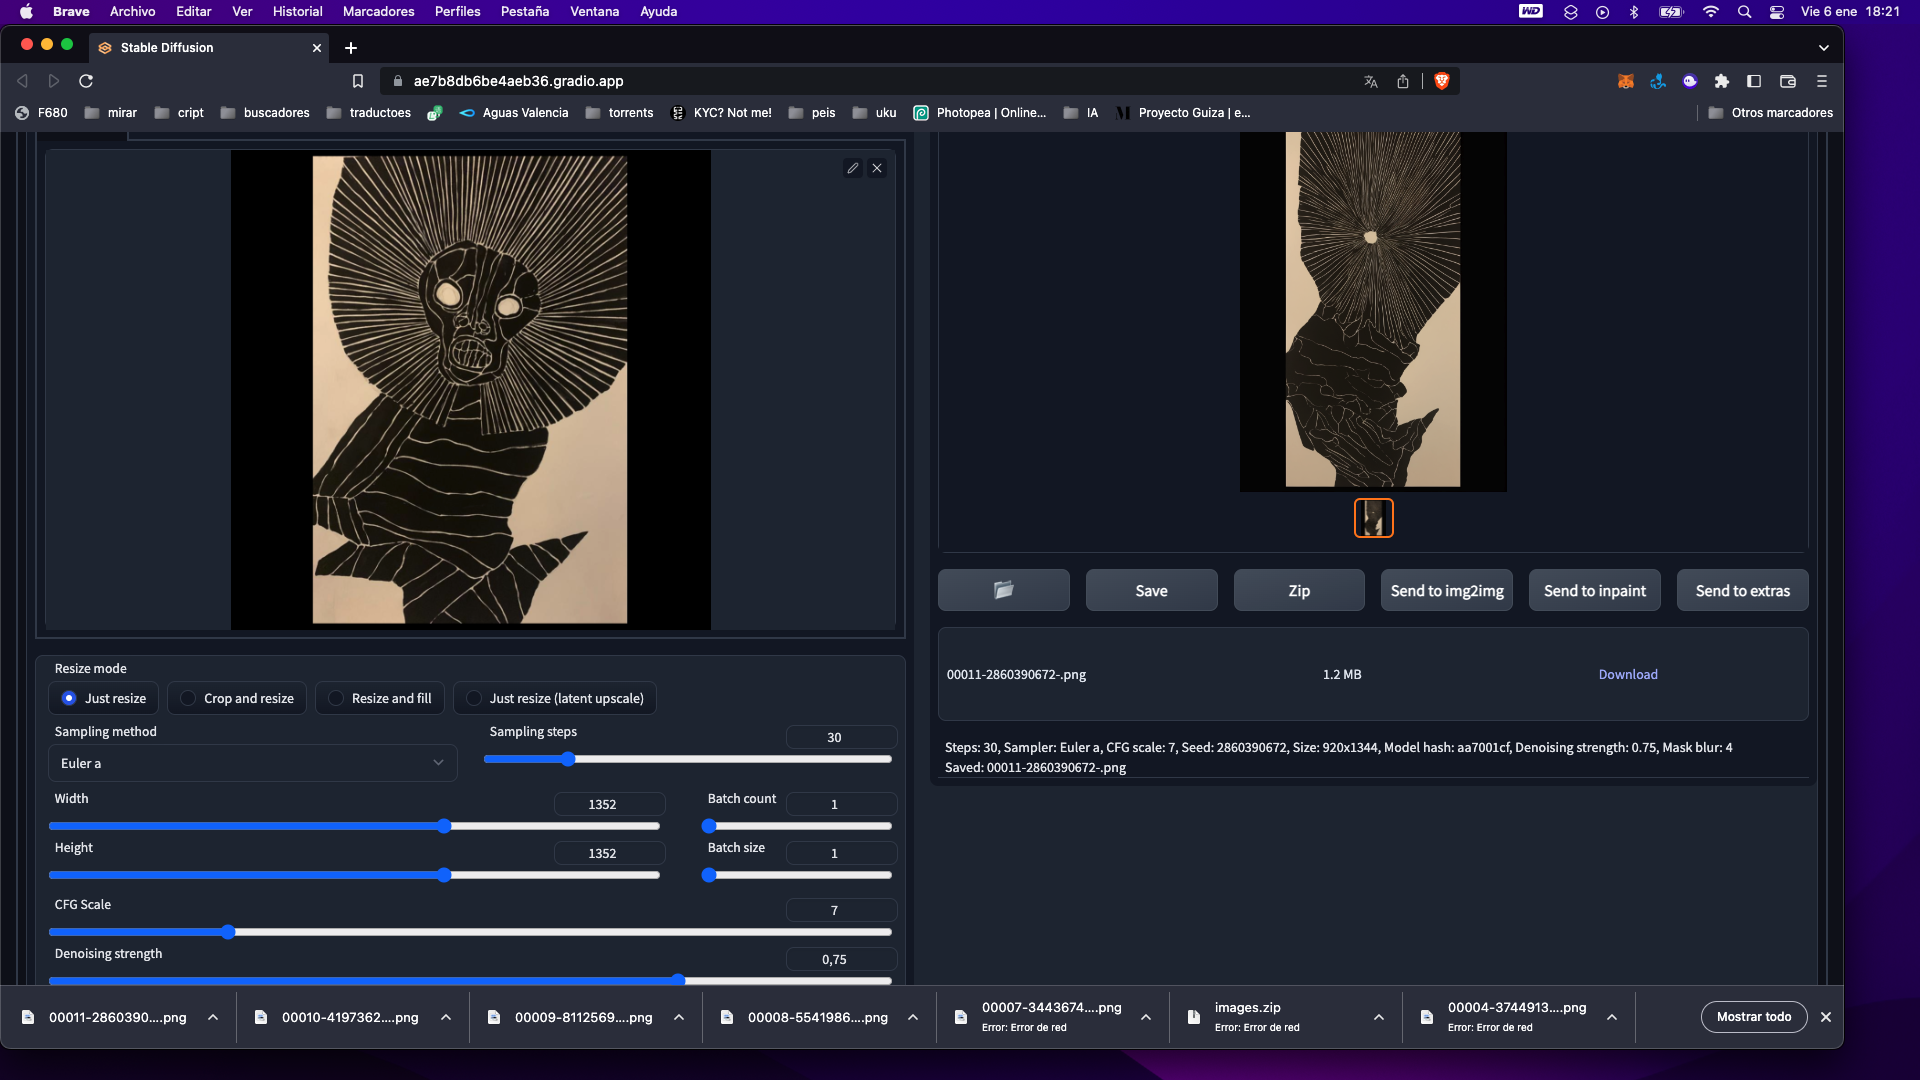 Brave Archivo Editar Ver Historial Marcadores Perfiles Pestaña Ventana Ayuda WD Vie 6 ene 18:21
Stable Diffusion
ae7b8db6be4aeb36.gradio.app
F680 mirar cript buscadores traductoes Aguas Valencia torrents KYC? Not me! peis uku Photopea | Online... IA Proyecto Guiza | e... Otros marcadores
Save Zip Send to img2img Send to inpaint Send to extras
00011-2860390672-.png 1.2 MB Download
Steps: 30, Sampler: Euler a, CFG scale: 7, Seed: 2860390672, Size: 920x1344, Model hash: aa7001cf, Denoising strength: 0.75, Mask blur: 4
Saved: 00011-2860390672-.png
Resize mode
Just resize Crop and resize Resize and fill Just resize (latent upscale)
Sampling method Sampling steps 30
Euler a
Width 1352 Batch count 1
Height 1352 Batch size 1
CFG Scale 7
Denoising strength 0,75
00011-2860390....png 00010-4197362....png 00009-8112569....png 00008-5541986....png 00007-3443674....png images.zip 00004-3744913....png Mostrar todo
Error: Error de red Error: Error de red Error: Error de red